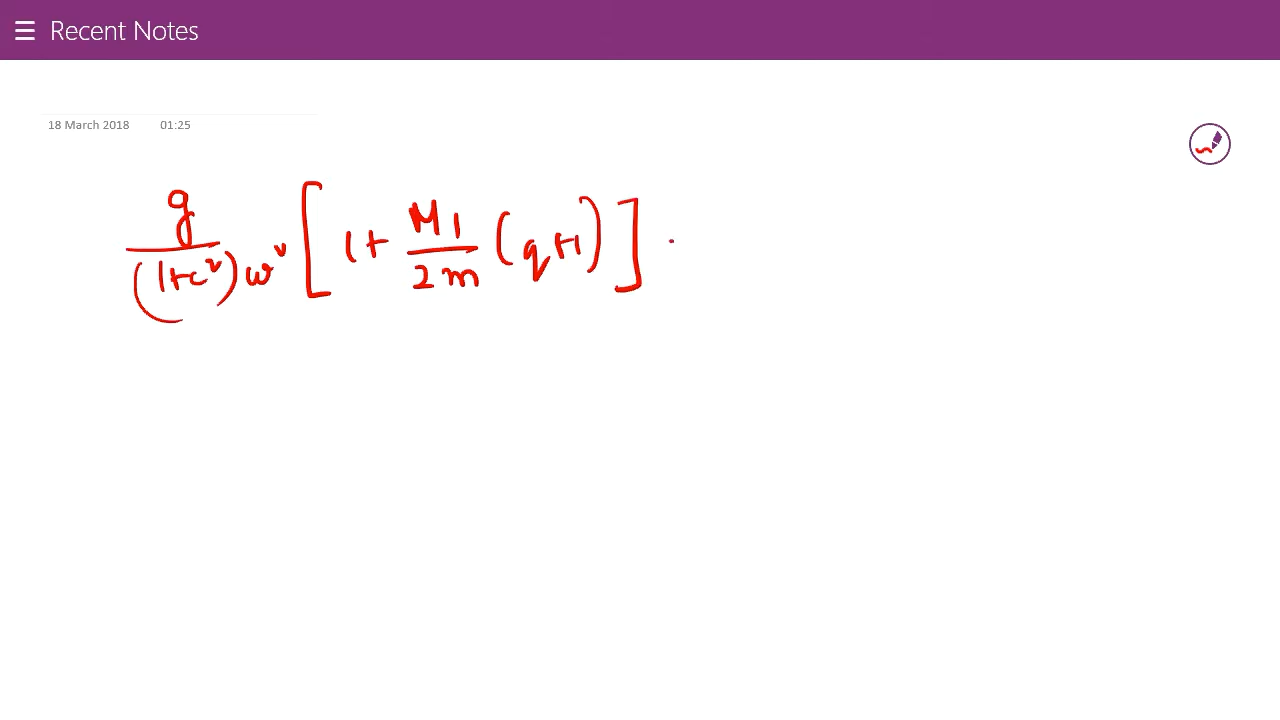 Recent Notes
18 March 2018 01:25
g/((1+c²)ω²) [1 + M1/2m (q+1)]